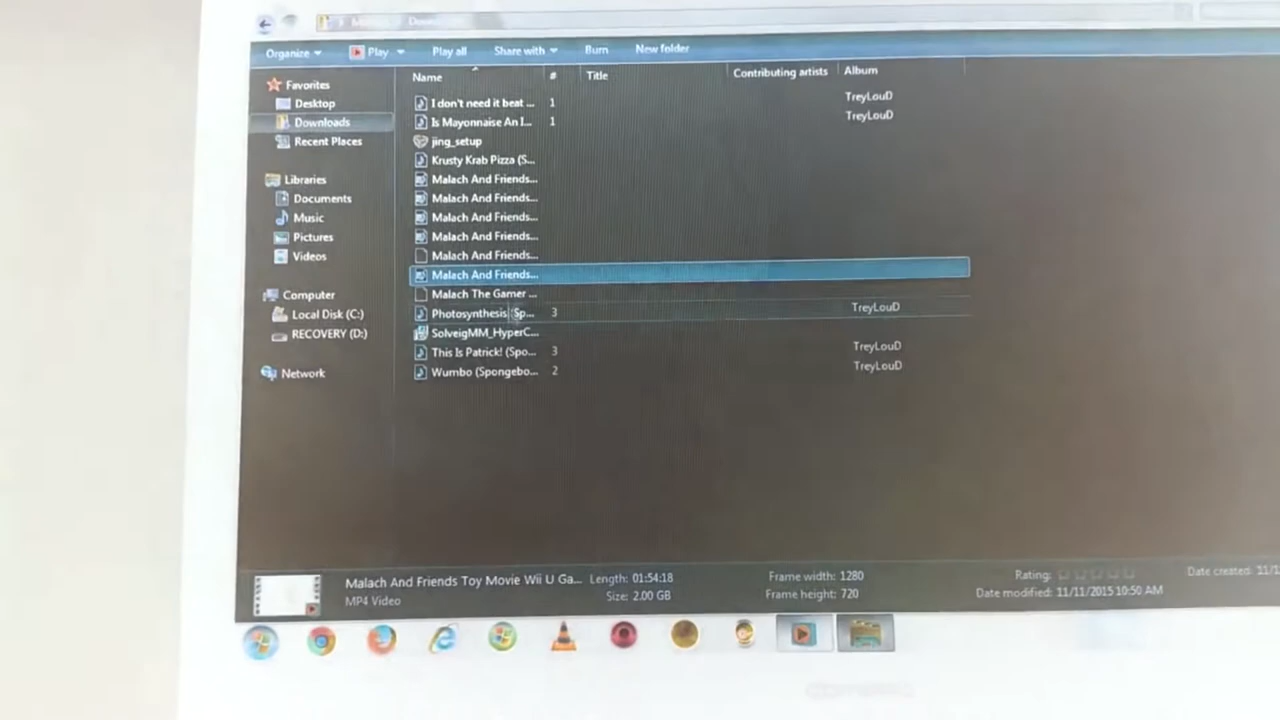 Organize Play Play all Share with Burn New folder
Name # Title Contributing artists Album
Favorites
Desktop
Downloads
Recent Places
Libraries
Documents
Music
Pictures
Videos
Computer
Local Disk (C:)
RECOVERY (D:)
Network
I don't need it beat ... 1 TreyLouD
Is Mayonnaise An I... 1 TreyLouD
jing_setup
Krusty Krab Pizza (S...
Malach And Friends...
Malach And Friends...
Malach And Friends...
Malach And Friends...
Malach And Friends...
Malach And Friends...
Malach The Gamer ...
Photosynthesis (Sp... 3 TreyLouD
SolveigMM_HyperC...
This Is Patrick! (Spo... 3 TreyLouD
Wumbo (Spongebo... 2 TreyLouD
Malach And Friends Toy Movie Wii U Ga... Length: 01:54:18 Frame width: 1280 Rating: Date created: 11/1
MP4 Video Size: 2.00 GB Frame height: 720 Date modified: 11/11/2015 10:50 AM